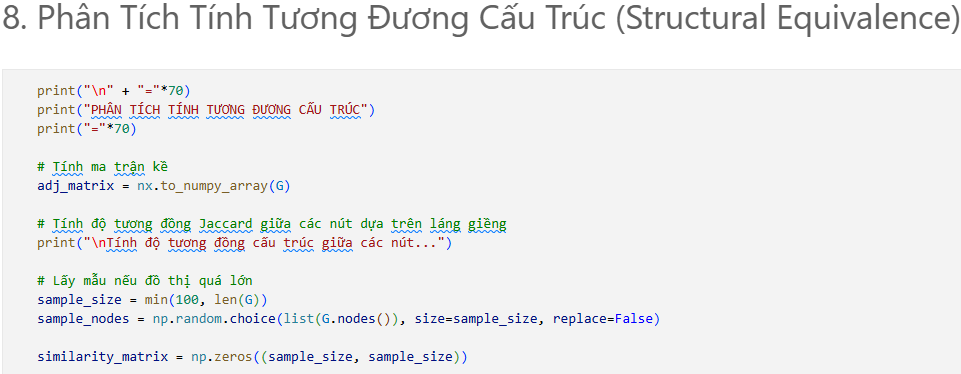 8. Phân Tích Tính Tương Đương Cấu Trúc (Structural Equivalence)
print("\n" + "="*70)
print("PHÂN TÍCH TÍNH TƯƠNG ĐƯƠNG CẤU TRÚC")
print("="*70)
# Tính ma trận kề
adj_matrix = nx.to_numpy_array(G)
# Tính độ tương đồng Jaccard giữa các nút dựa trên láng giềng
print("\nTính độ tương đồng cấu trúc giữa các nút...")
# Lấy mẫu nếu đồ thị quá lớn
sample_size = min(100, len(G))
sample_nodes = np.random.choice(list(G.nodes()), size=sample_size, replace=False)
similarity_matrix = np.zeros((sample_size, sample_size))